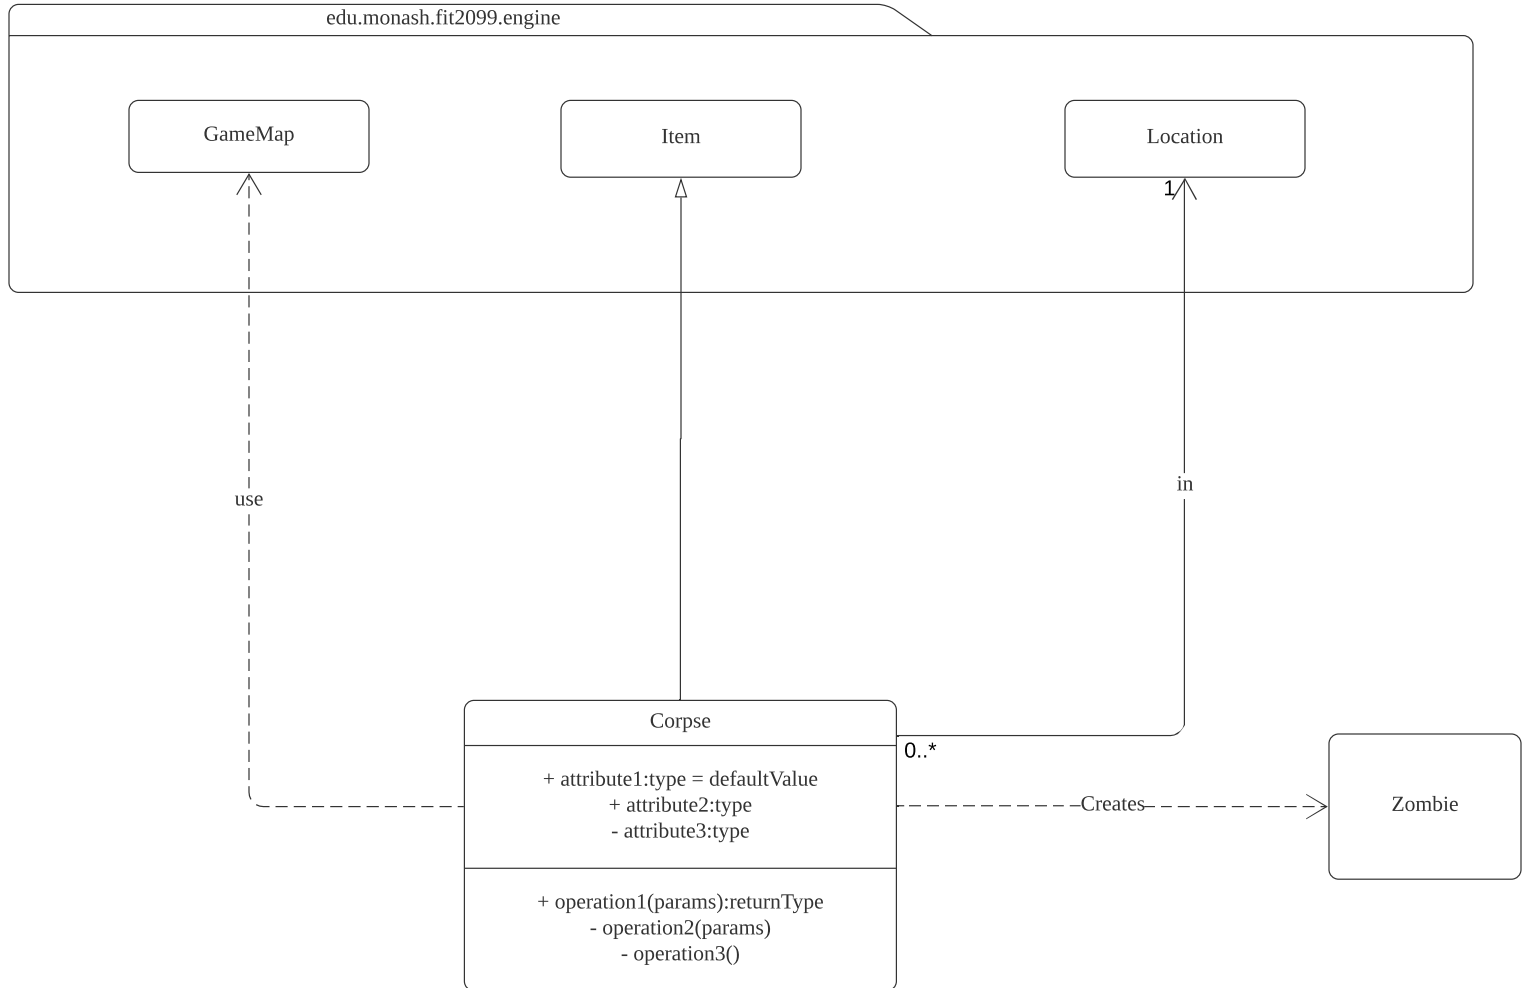 edu.monash.fit2099.engine
GameMap
Item
Location
1
use
in
Corpse
0..*
+ attribute1:type = defaultValue
+ attribute2:type
- attribute3:type
Creates
Zombie
+ operation1(params):returnType
- operation2(params)
- operation3()